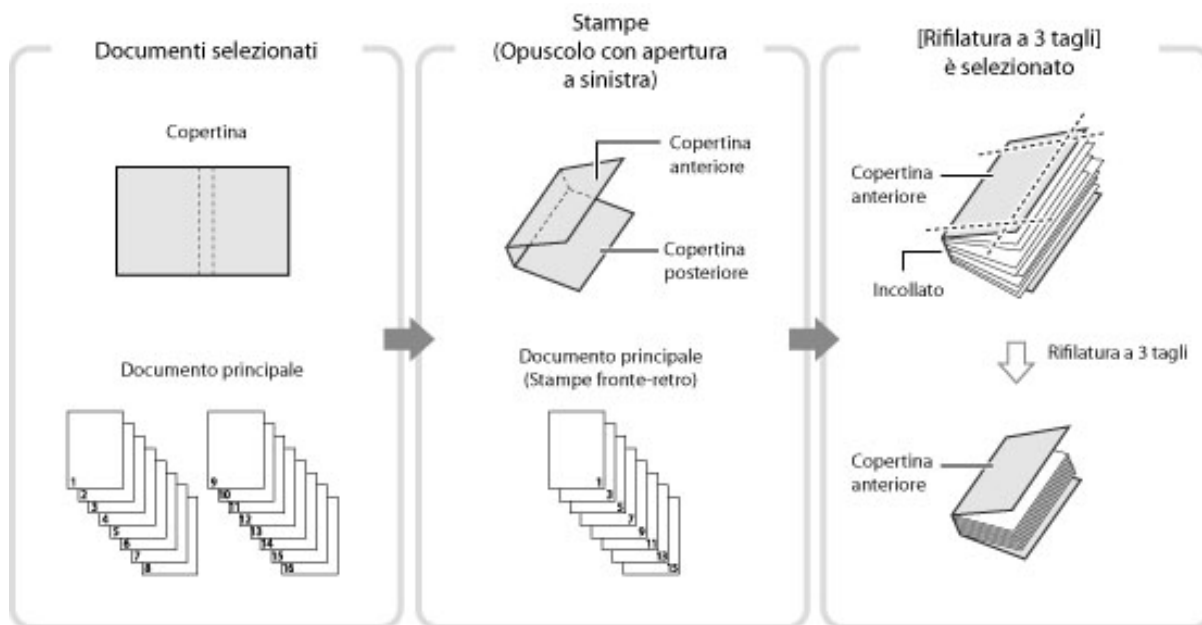 Documenti selezionati
Copertina
Documento principale
1
2
3
4
5
6
7
8
9
10
11
12
13
14
15
16
Stampe
(Opuscolo con apertura
a sinistra)
Copertina
anteriore
Copertina
posteriore
Documento principale
(Stampe fronte-retro)
1
3
5
7
9
11
13
15
[Rifilatura a 3 tagli]
è selezionato
Copertina
anteriore
Incollato
Rifilatura a 3 tagli
Copertina
anteriore